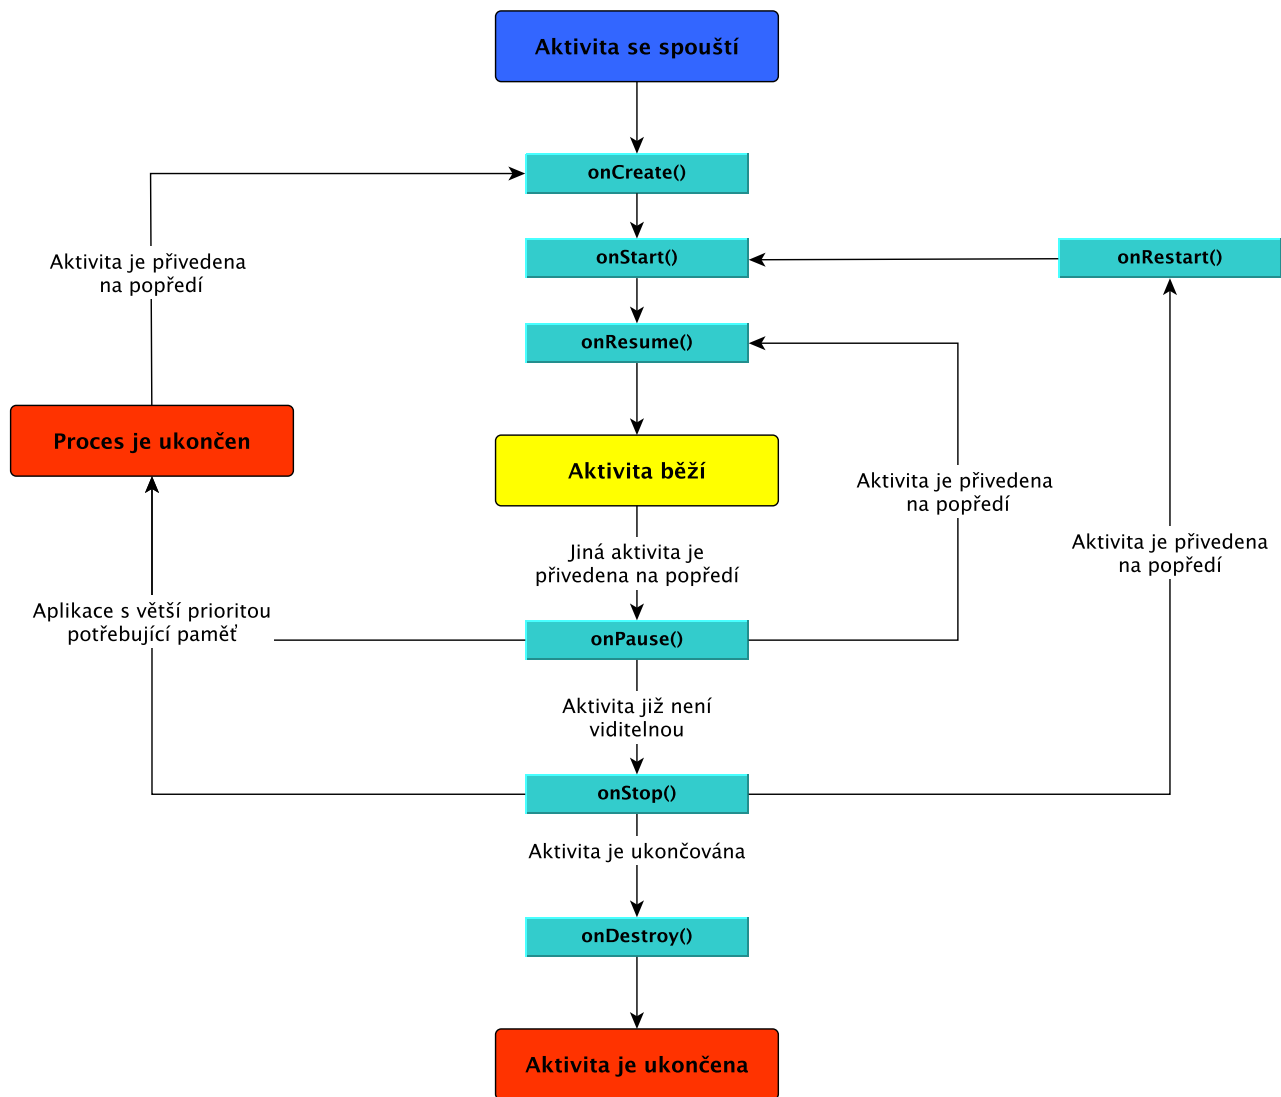 Aktivita se spouští
onCreate()
Aktivita je přivedena
na popředí
onStart()
onRestart()
onResume()
Proces je ukončen
Aktivita běží
Aktivita je přivedena
na popředí
Jiná aktivita je
přivedena na popředí
Aktivita je přivedena
na popředí
Aplikace s větší prioritou
potřebující paměť
onPause()
Aktivita již není
viditelnou
onStop()
Aktivita je ukončována
onDestroy()
Aktivita je ukončena